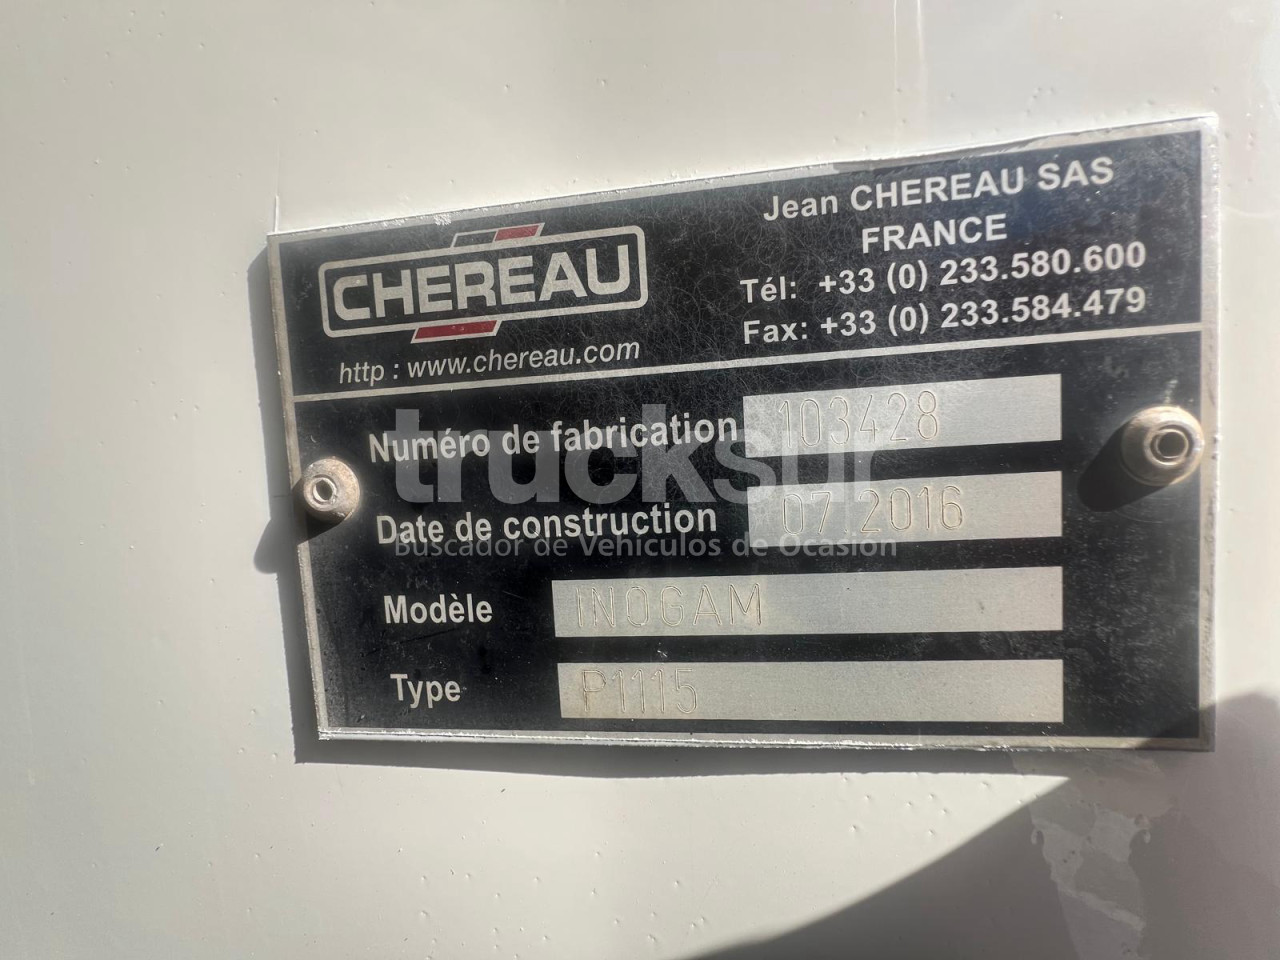 CHEREAU
http : www.chereau.com
Jean CHEREAU SAS
FRANCE
Tél: +33 (0) 233.580.600
Fax: +33 (0) 233.584.479
Numéro de fabrication 103428
Date de construction 07.2016
Modèle INOGAM
Type P1115
trucksur
Buscador de Vehículos de Ocasión